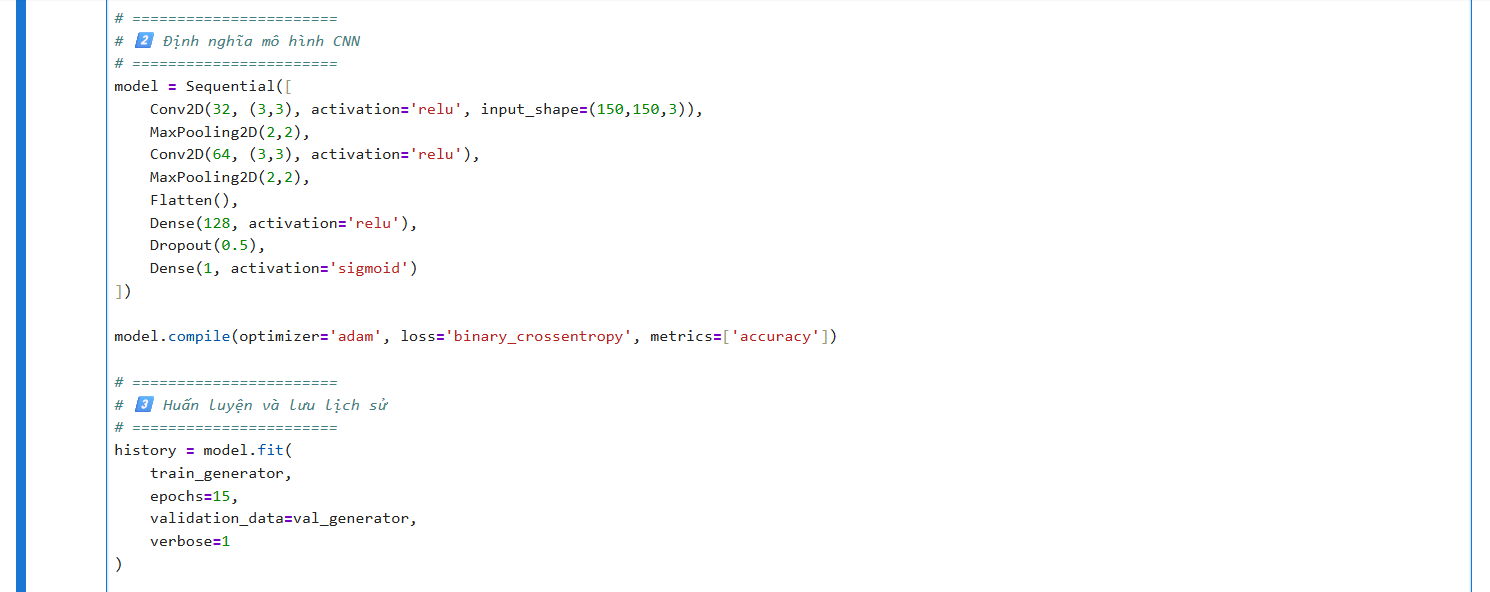 # =======================
# 2️⃣ Định nghĩa mô hình CNN
# =======================
model = Sequential([
    Conv2D(32, (3,3), activation='relu', input_shape=(150,150,3)),
    MaxPooling2D(2,2),
    Conv2D(64, (3,3), activation='relu'),
    MaxPooling2D(2,2),
    Flatten(),
    Dense(128, activation='relu'),
    Dropout(0.5),
    Dense(1, activation='sigmoid')
])

model.compile(optimizer='adam', loss='binary_crossentropy', metrics=['accuracy'])

# =======================
# 3️⃣ Huấn luyện và lưu lịch sử
# =======================
history = model.fit(
    train_generator,
    epochs=15,
    validation_data=val_generator,
    verbose=1
)